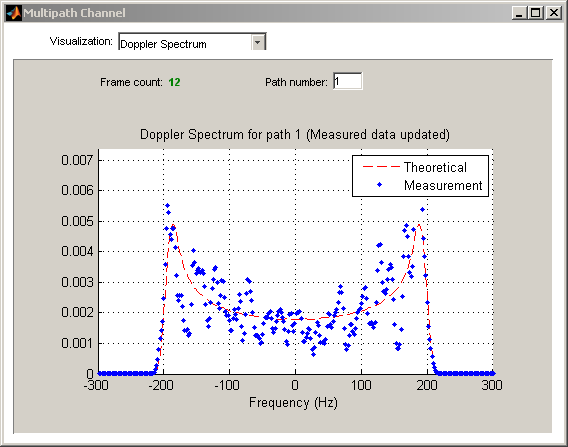 Multipath Channel
Visualization: Doppler Spectrum
Frame count: 12 Path number: 1
Doppler Spectrum for path 1 (Measured data updated)
0.007
0.006
0.005
0.004
0.003
0.002
0.001
0
Theoretical
Measurement
-300 -200 -100 0 100 200 300
Frequency (Hz)